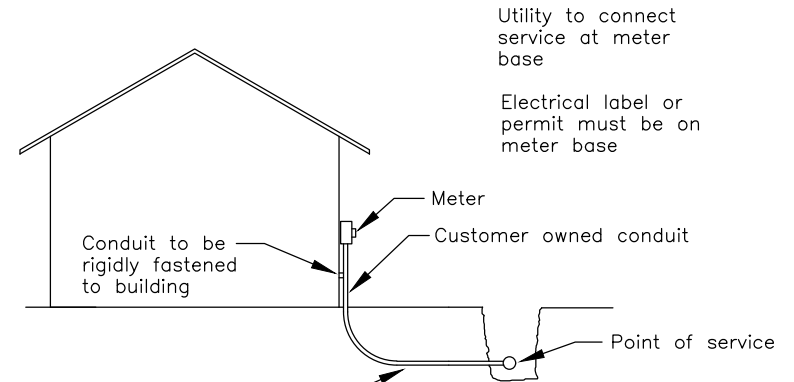 Utility to connect
service at meter
base
Electrical label or
permit must be on
meter base
Meter
Customer owned conduit
Conduit to be
rigidly fastened
to building
Point of service